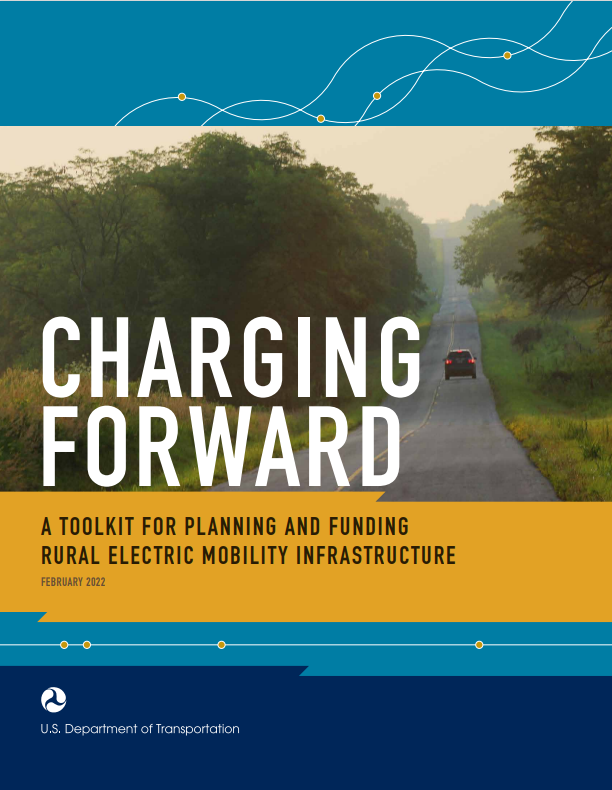 CHARGING
FORWARD
A TOOLKIT FOR PLANNING AND FUNDING
RURAL ELECTRIC MOBILITY INFRASTRUCTURE
FEBRUARY 2022
U.S. Department of Transportation